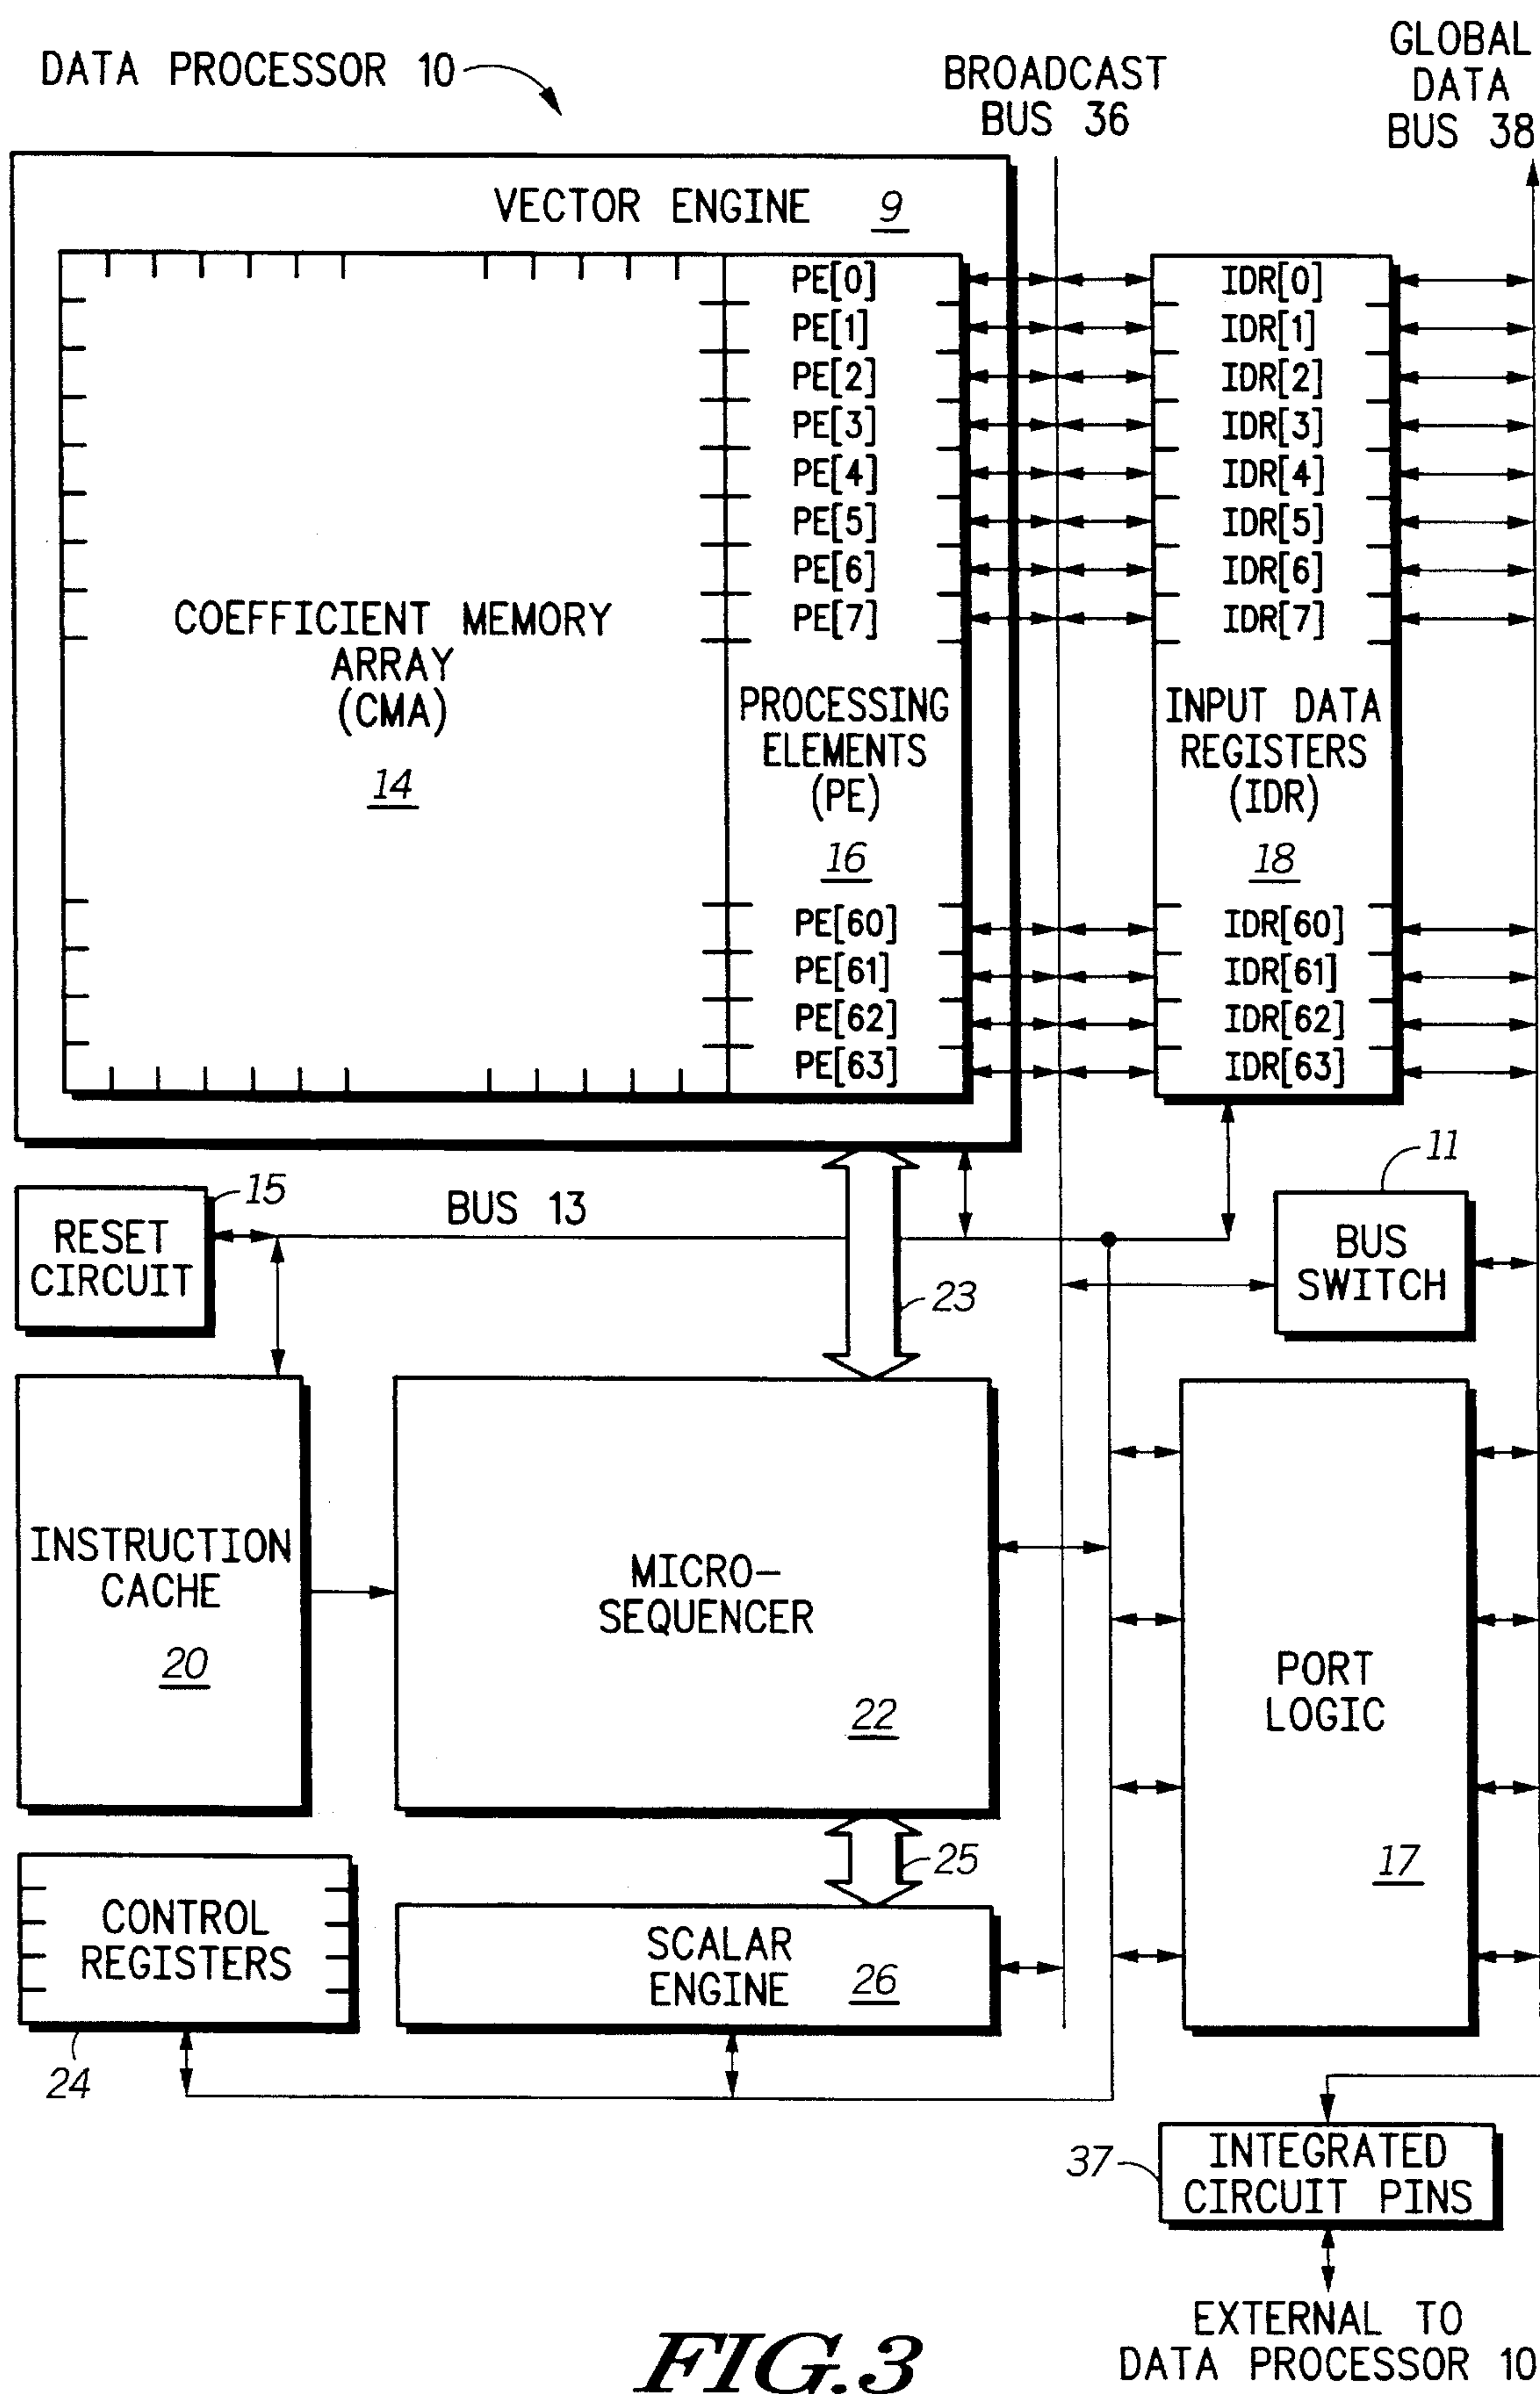 DATA PROCESSOR 10
BROADCAST
BUS 36
GLOBAL
DATA
BUS 38
VECTOR ENGINE 9
COEFFICIENT MEMORY
ARRAY
(CMA)
14
PE[0]
PE[1]
PE[2]
PE[3]
PE[4]
PE[5]
PE[6]
PE[7]
PROCESSING
ELEMENTS
(PE)
16
PE[60]
PE[61]
PE[62]
PE[63]
IDR[0]
IDR[1]
IDR[2]
IDR[3]
IDR[4]
IDR[5]
IDR[6]
IDR[7]
INPUT DATA
REGISTERS
(IDR)
18
IDR[60]
IDR[61]
IDR[62]
IDR[63]
15
RESET
CIRCUIT
BUS 13
23
11
BUS
SWITCH
INSTRUCTION
CACHE
20
MICRO-
SEQUENCER
22
PORT
LOGIC
17
25
CONTROL
REGISTERS
24
SCALAR
ENGINE 26
37
INTEGRATED
CIRCUIT PINS
EXTERNAL TO
DATA PROCESSOR 10
FIG.3